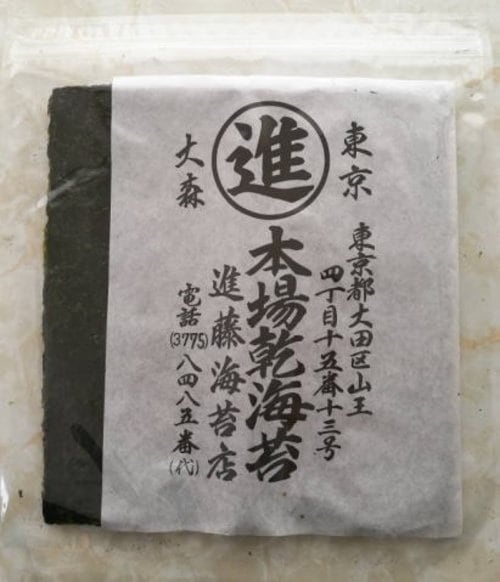 東京
進
大森
東京都大田区山王
四丁目十五番十三号
本場乾海苔
進藤海苔店
電話(3775)八四八五番(代)